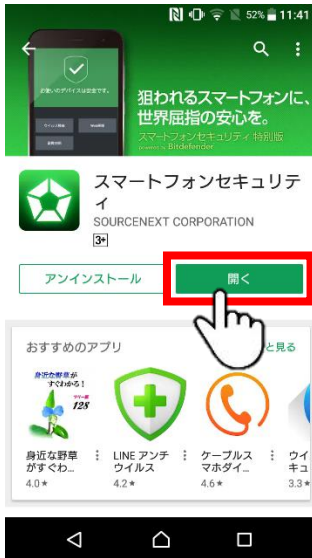 52% 11:41
お使いのデバイスは安全です。
狙われるスマートフォンに、
世界屈指の安心を。
スマートフォンセキュリティ 特別版
powered by Bitdefender
スマートフォンセキュリテ
ィ
SOURCENEXT CORPORATION
3+
アンインストール
開く
おすすめのアプリ
と見る
身近な野草が
すぐわかる!
128
身近な野草
がすぐわ...
4.0★
LINE アンチ
ウイルス
4.2★
ケーブルス
マホダイ...
4.6★
ウイ
キュ
3.3★